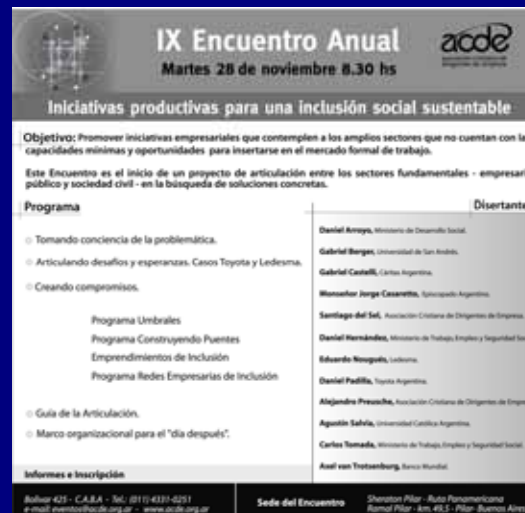 IX Encuentro Anual
Martes 28 de noviembre 8.30 hs
acde
Iniciativas productivas para una inclusión social sustentable
Objetivo: Promover iniciativas empresariales que contemplen a los amplios sectores que no cuentan con la
capacidades mínimas y oportunidades para insertarse en el mercado formal de trabajo.
Este Encuentro es el inicio de un proyecto de articulación entre los sectores fundamentales - empresari
público y sociedad civil - en la búsqueda de soluciones concretas.
Programa
Tomando conciencia de la problemática.
Articulando desafíos y esperanzas. Casos Toyota y Ledesma.
Creando compromisos.
Programa Umbrales
Programa Construyendo Puentes
Emprendimientos de Inclusión
Programa Redes Empresarias de Inclusión
Guía de la Articulación.
Marco organizacional para el "día después".
Disertante
Daniel Arroyo, Ministerio de Desarrollo Social.
Gabriel Berger, Universidad de San Andrés.
Gabriel Castelli, Cáritas Argentina.
Monseñor Jorge Casaretto, Episcopado Argentino.
Santiago del Sel, Asociación Cristiana de Dirigentes de Empresa.
Daniel Hernández, Ministerio de Trabajo, Empleo y Seguridad Soc
Eduardo Nougués, Ledesma.
Daniel Padilla, Toyota Argentina.
Alejandro Preusche, Asociación Cristiana de Dirigentes de Empre
Agustín Salvia, Universidad Católica Argentina.
Carlos Tomada, Ministerio de Trabajo, Empleo y Seguridad Social.
Axel van Trotsenburg, Banco Mundial.
Informes e Inscripción
Bolívar 425 - C.A.B.A - Tel.: (011) 4331-0251
e-mail: eventos@acde.org.ar - www.acde.org.ar
Sede del Encuentro
Sheraton Pilar - Ruta Panamericana
Ramal Pilar - km. 49.5 - Pilar- Buenos Aire